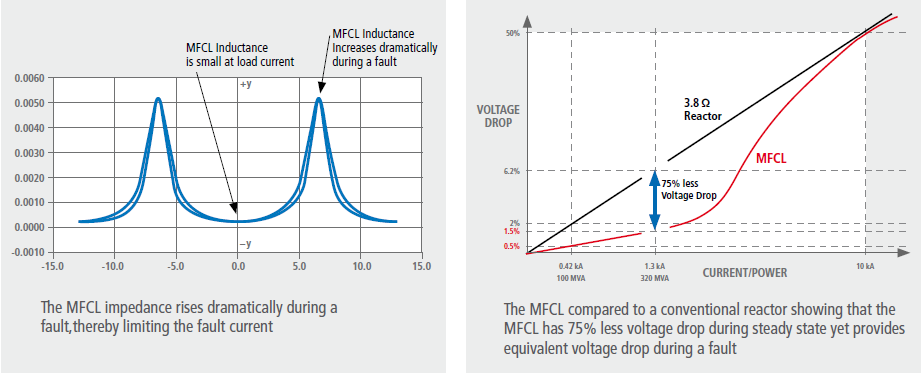 MFCL Inductance
is small at load current
MFCL Inductance
Increases dramatically
during a fault
0.0060
0.0050
0.0040
0.0030
0.0020
0.0010
0.0000
-0.0010
+y
–y
-15.0
-10.0
-5.0
0.0
5.0
10.0
15.0
The MFCL impedance rises dramatically during a
fault,thereby limiting the fault current
VOLTAGE
DROP
50%
6.2%
2%
1.5%
0.5%
3.8 Ω
Reactor
MFCL
75% less
Voltage Drop
0.42 kA
100 MVA
1.3 kA
320 MVA
CURRENT/POWER
10 kA
The MFCL compared to a conventional reactor showing that the
MFCL has 75% less voltage drop during steady state yet provides
equivalent voltage drop during a fault